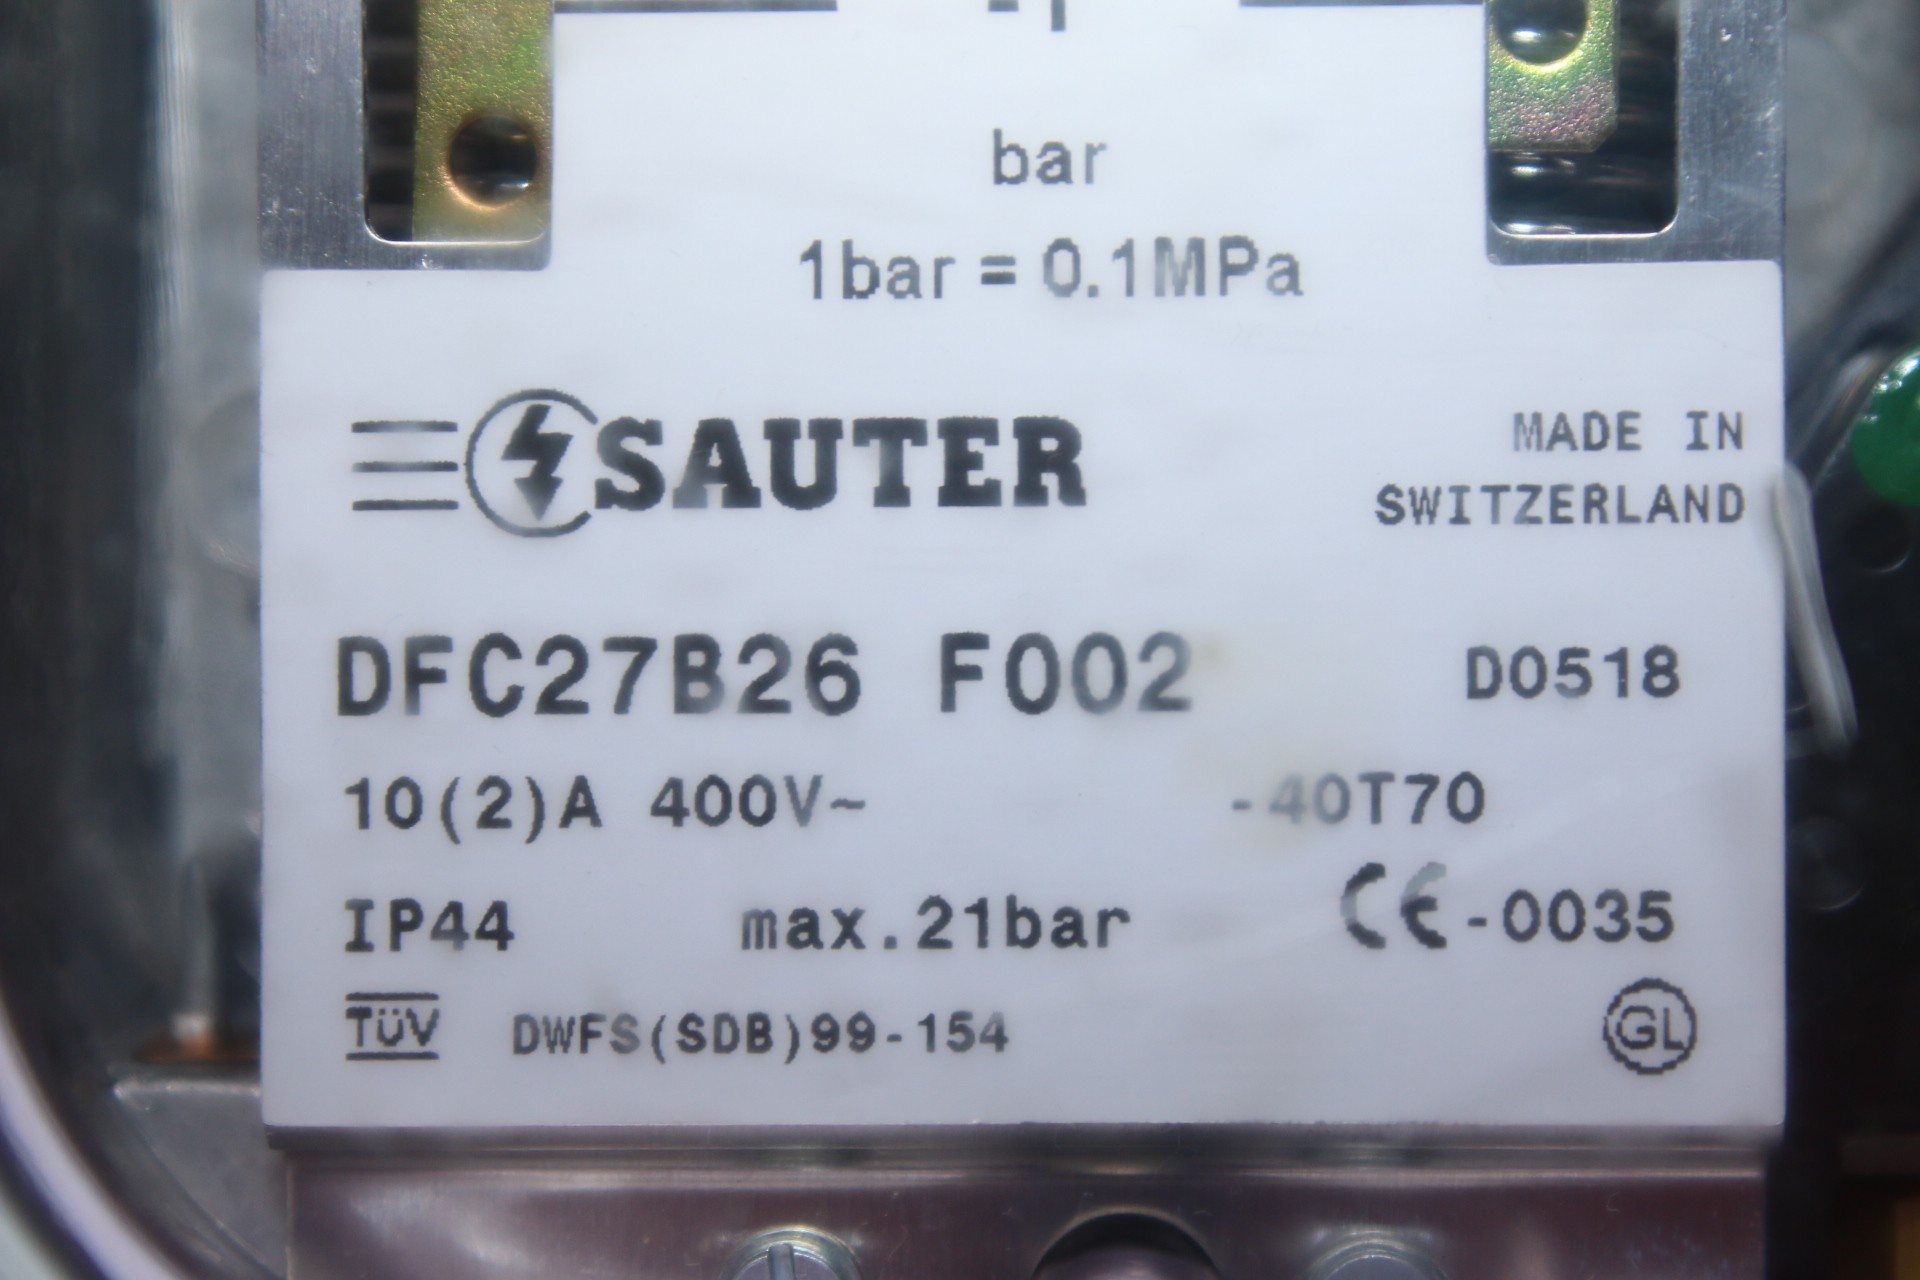 bar
1bar = 0.1MPa
SAUTER
MADE IN
SWITZERLAND
DFC27B26 F002 D0518
10(2)A 400V~ -40T70
IP44 max.21bar CE-0035
TÜV DWFS(SDB)99-154 GL